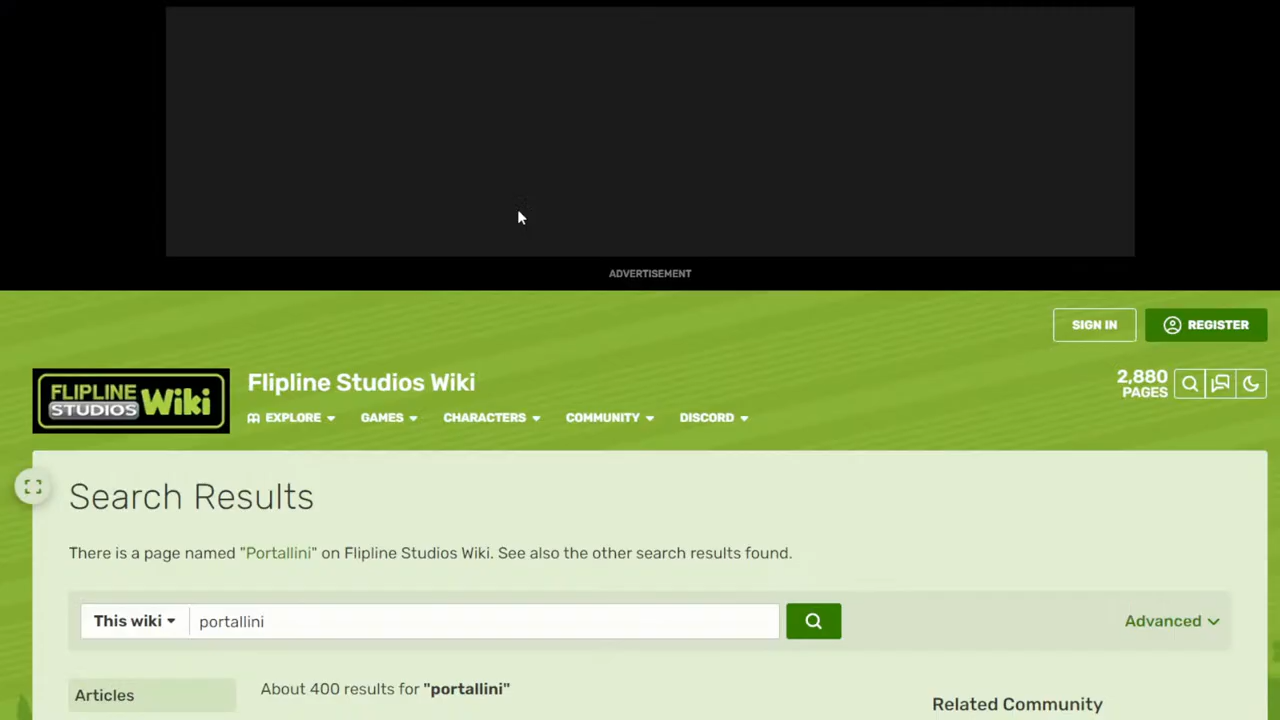 ADVERTISEMENT
SIGN IN
REGISTER
FLIPLINE
STUDIOS Wiki
Flipline Studios Wiki
2,880
PAGES
EXPLORE GAMES CHARACTERS COMMUNITY DISCORD
Search Results
There is a page named "Portallini" on Flipline Studios Wiki. See also the other search results found.
This wiki portallini
Advanced
Articles
About 400 results for "portallini"
Related Community